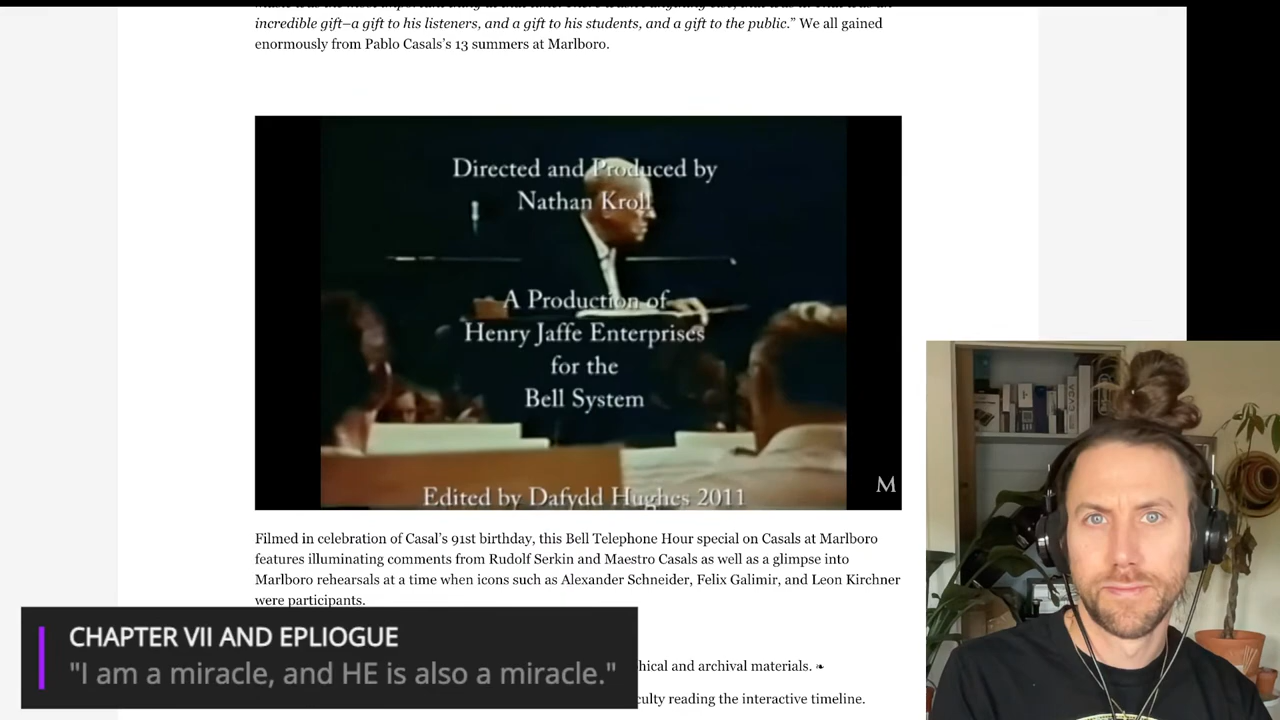 incredible gift–a gift to his listeners, and a gift to his students, and a gift to the public.” We all gained
enormously from Pablo Casals’s 13 summers at Marlboro.
Directed and Produced by
Nathan Kroll
A Production of
Henry Jaffe Enterprises
for the
Bell System
Edited by Dafydd Hughes 2011
M
Filmed in celebration of Casal’s 91st birthday, this Bell Telephone Hour special on Casals at Marlboro
features illuminating comments from Rudolf Serkin and Maestro Casals as well as a glimpse into
Marlboro rehearsals at a time when icons such as Alexander Schneider, Felix Galimir, and Leon Kirchner
were participants.
hical and archival materials. ❧
culty reading the interactive timeline.
CHAPTER VII AND EPLIOGUE
"I am a miracle, and HE is also a miracle."
EVGA